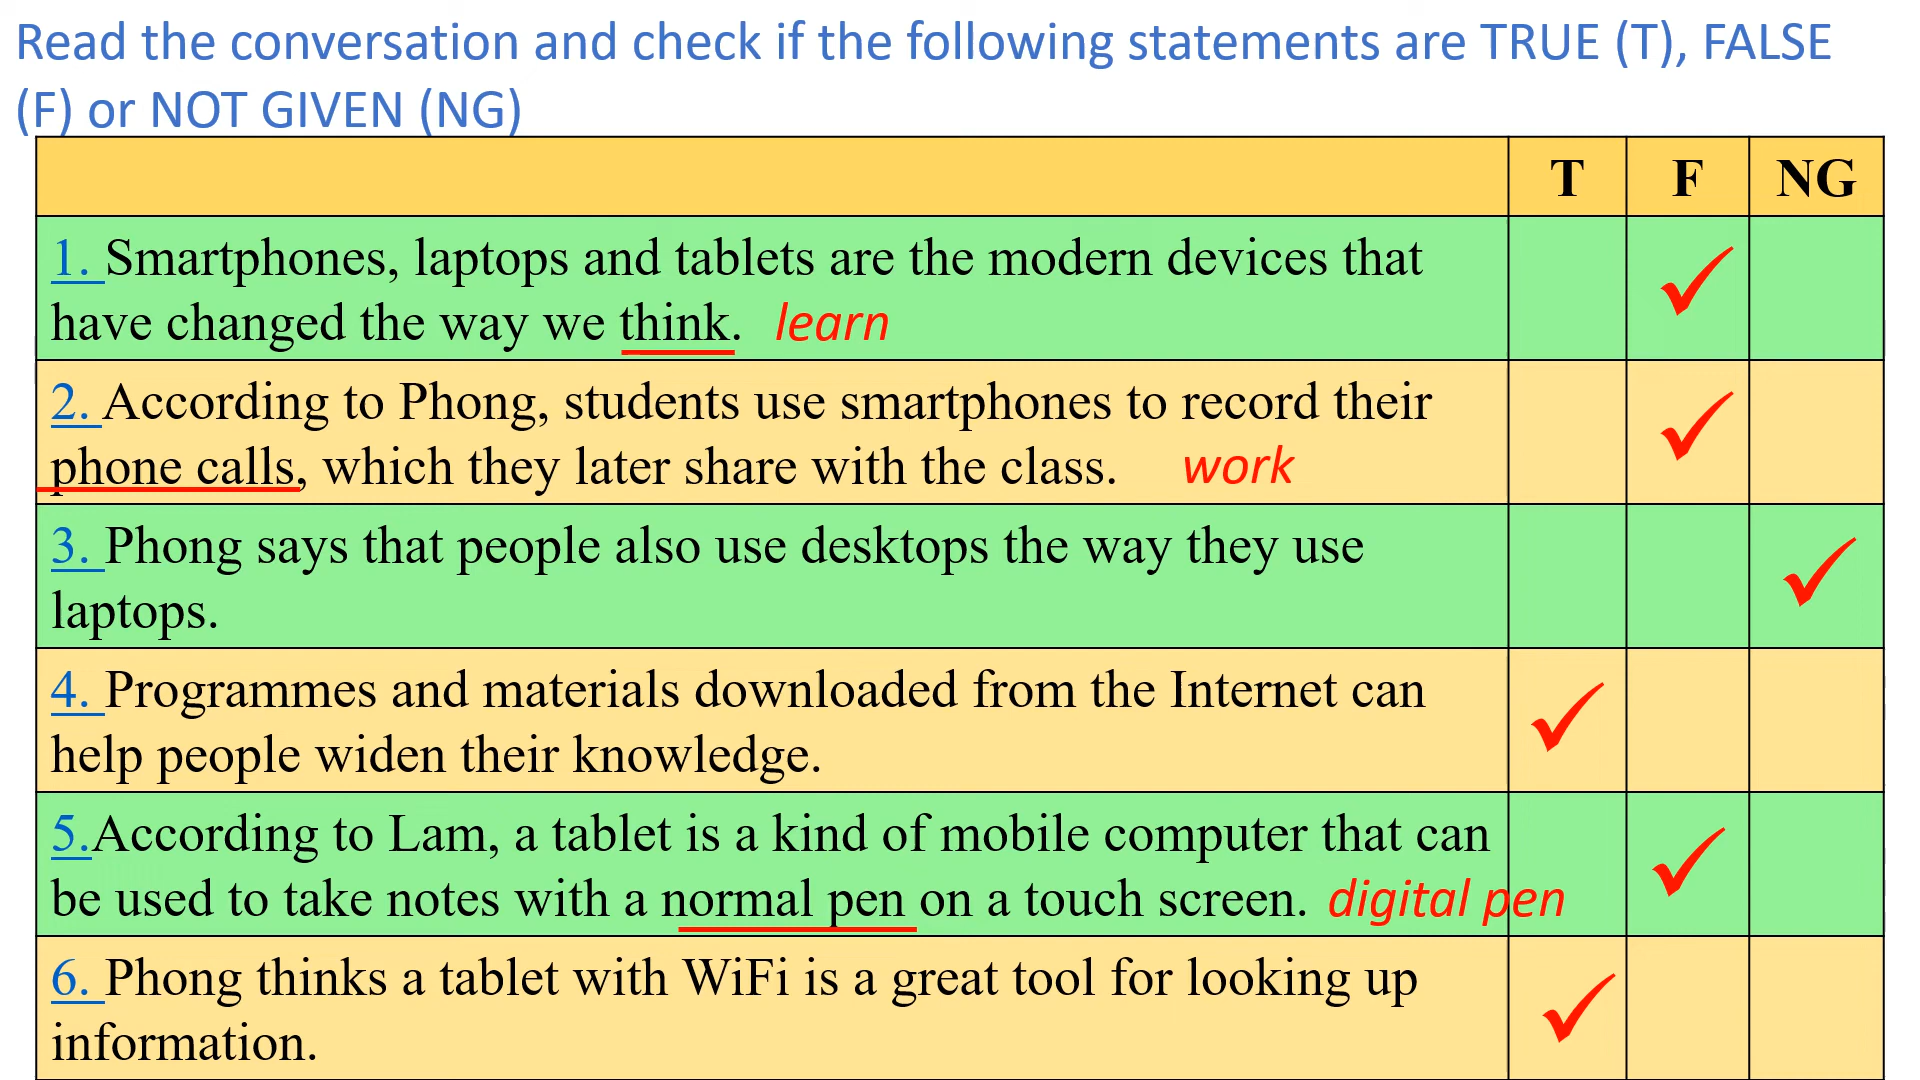 Read the conversation and check if the following statements are TRUE (T), FALSE
(F) or NOT GIVEN (NG)
T F NG
1. Smartphones, laptops and tablets are the modern devices that
have changed the way we think. learn
2. According to Phong, students use smartphones to record their
phone calls, which they later share with the class. work
3. Phong says that people also use desktops the way they use
laptops.
4. Programmes and materials downloaded from the Internet can
help people widen their knowledge.
5.According to Lam, a tablet is a kind of mobile computer that can
be used to take notes with a normal pen on a touch screen. digital pen
6. Phong thinks a tablet with WiFi is a great tool for looking up
information.